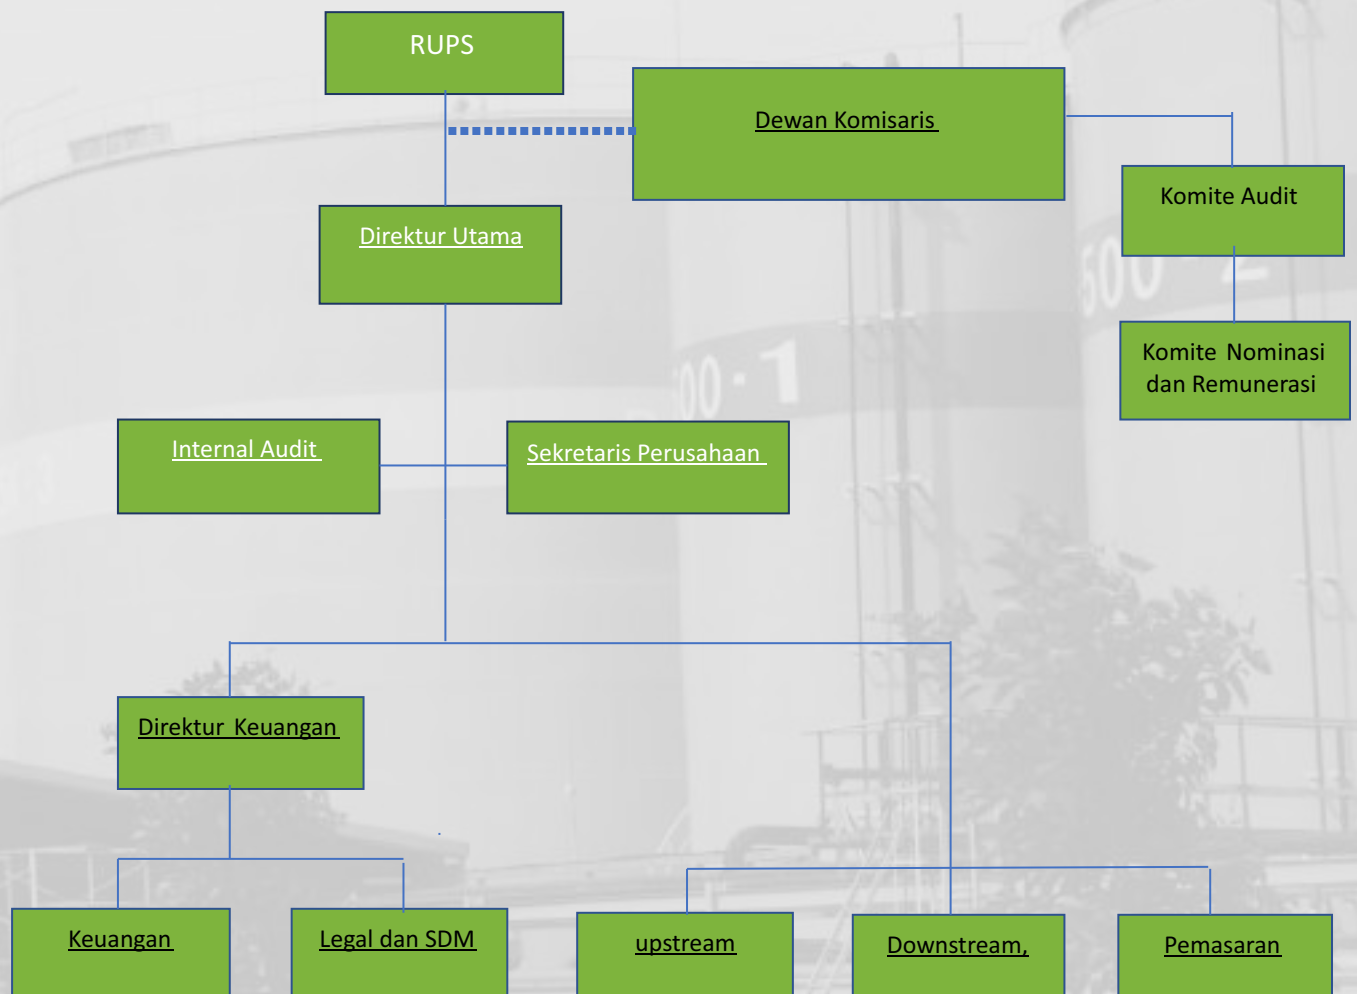 RUPS
Dewan Komisaris
Komite Audit
Direktur Utama
Komite Nominasi
dan Remunerasi
Internal Audit
Sekretaris Perusahaan
Direktur Keuangan
Keuangan
Legal dan SDM
upstream
Downstream,
Pemasaran